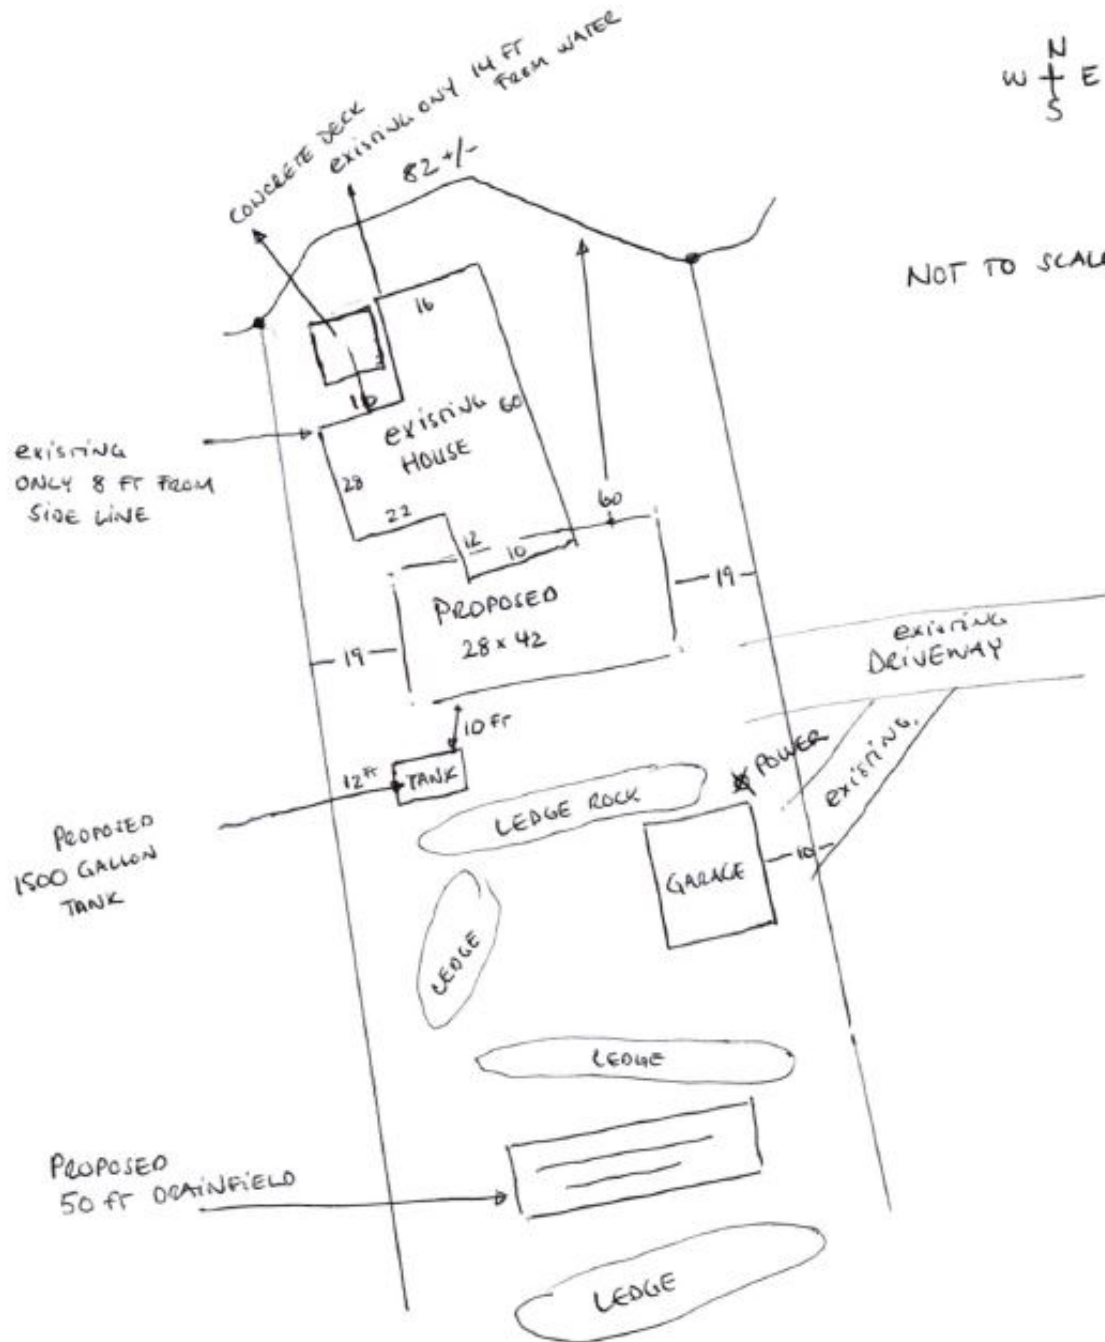 N
W E
S
CONCRETE DECK
existing ONLY 14 FT
FROM WATER
82 +/-
NOT TO SCALE
16
16
60
existing
HOUSE
existing
ONLY 8 FT FROM
SIDE LINE
28
22
12
10
60
PROPOSED
28 x 42
19
19
existing
DRIVEWAY
existing
10 FT
POWER
12 FT
TANK
LEDGE ROCK
PROPOSED
1500 GALLON
TANK
GARAGE
10
LEDGE
LEDGE
PROPOSED
50 FT DRAINFIELD
LEDGE